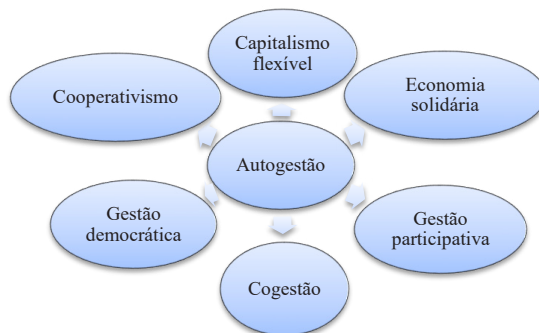 Capitalismo
flexível
Cooperativismo
Economia
solidária
Autogestão
Gestão
democrática
Gestão
participativa
Cogestão